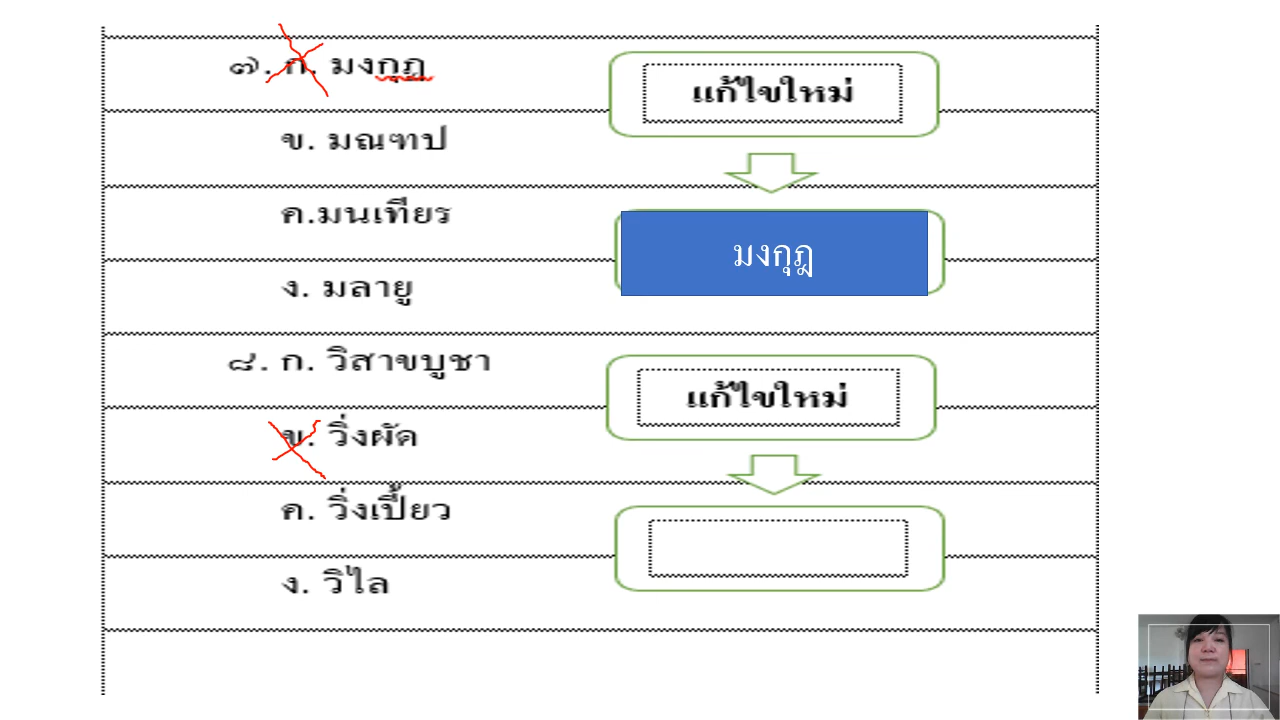 ๗. ก. มงกุฏ
แก้ไขใหม่
ข. มณฑป
ค.มนเทียร
มงกุฎ
ง. มลายู
๘. ก. วิสาขบูชา
แก้ไขใหม่
ข. วิ่งผัด
ค. วิ่งเปี้ยว
ง. วิไล